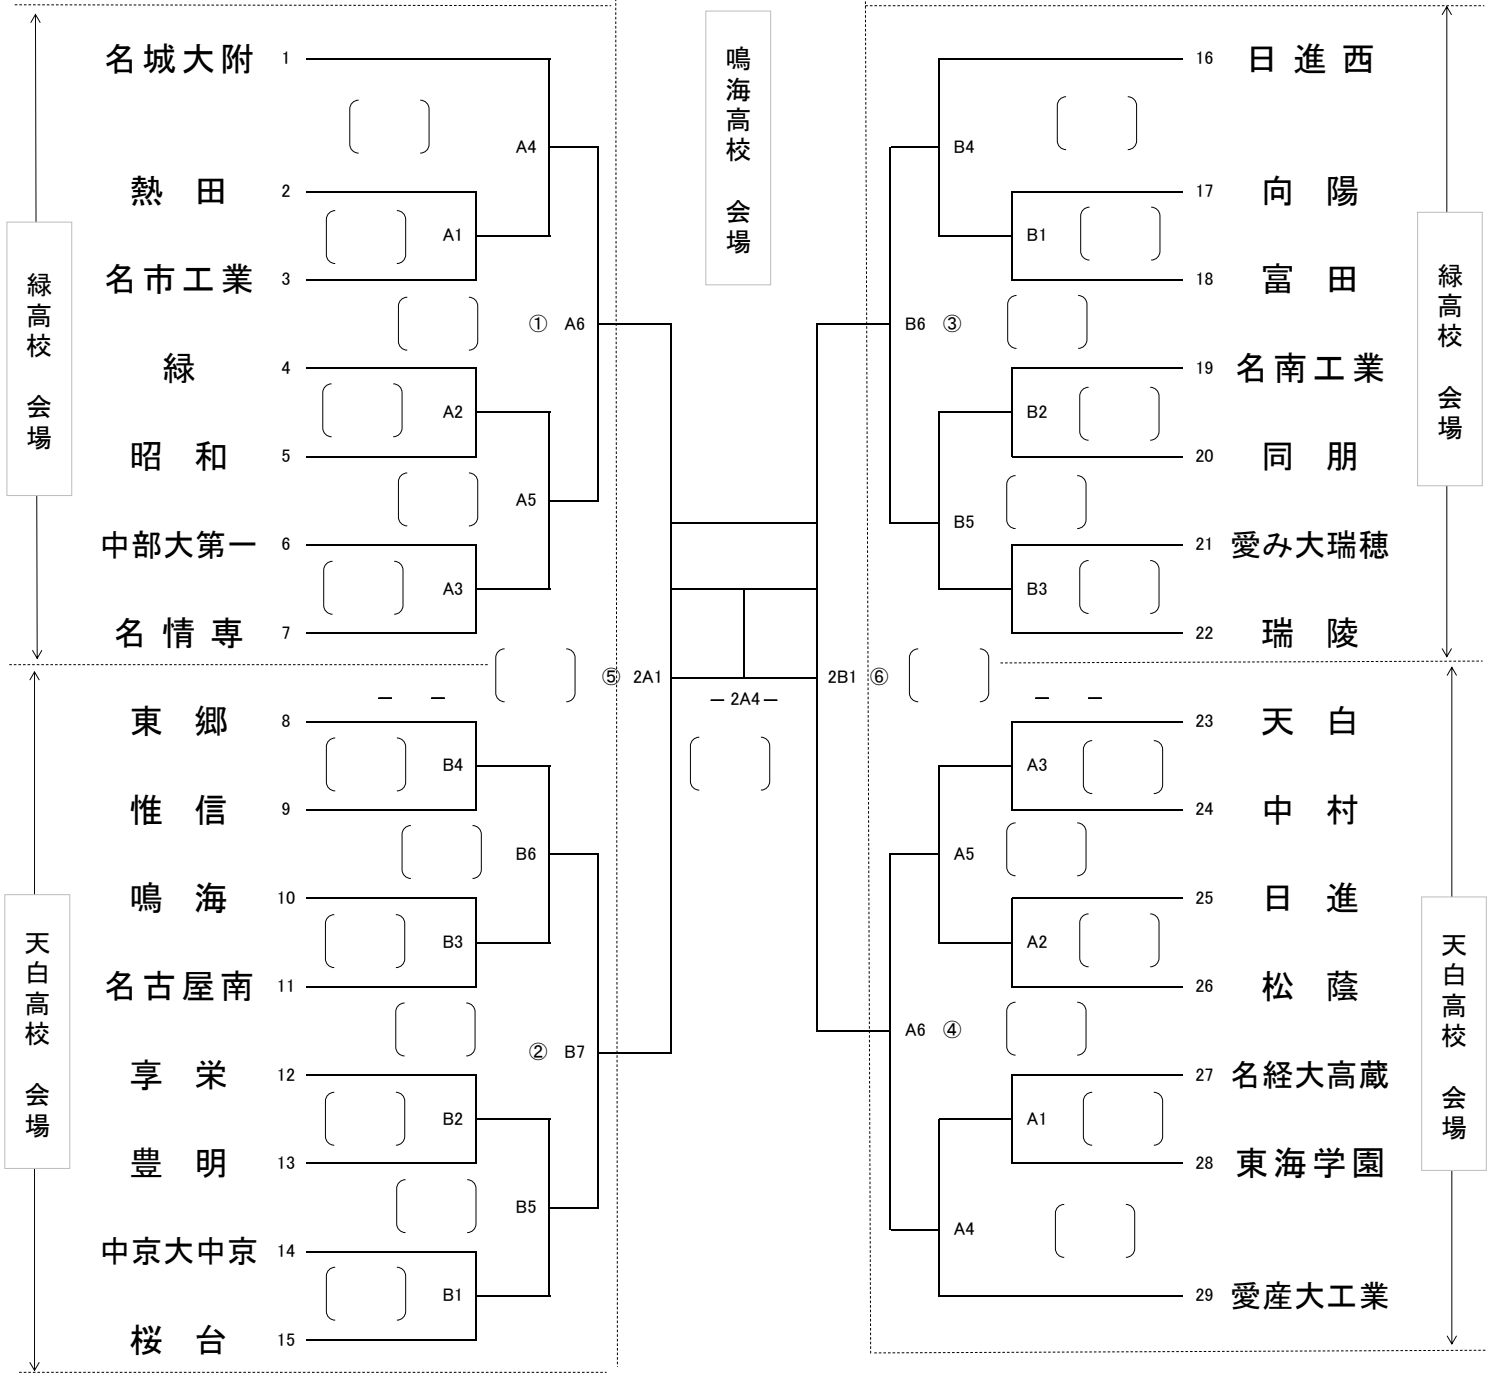 緑高校 会場
名城大附 1
A4
熱田 2
A1
名市工業 3
① A6
緑 4
A2
昭和 5
A5
中部大第一 6
A3
名情専 7
天白高校 会場
東郷 8
B4
惟信 9
B6
鳴海 10
B3
名古屋南 11
② B7
享栄 12
B2
豊明 13
B5
中京大中京 14
B1
桜台 15
鳴海高校 会場
⑤ 2A1
― ―
― 2A4 ―
2B1 ⑥
― ―
16 日進西
B4
17 向陽
B1
18 富田
B6 ③
19 名南工業
B2
20 同朋
B5
21 愛み大瑞穂
B3
22 瑞陵
緑高校 会場
23 天白
A3
24 中村
A5
25 日進
A2
26 松蔭
A6 ④
27 名経大高蔵
A1
28 東海学園
A4
29 愛産大工業
天白高校 会場